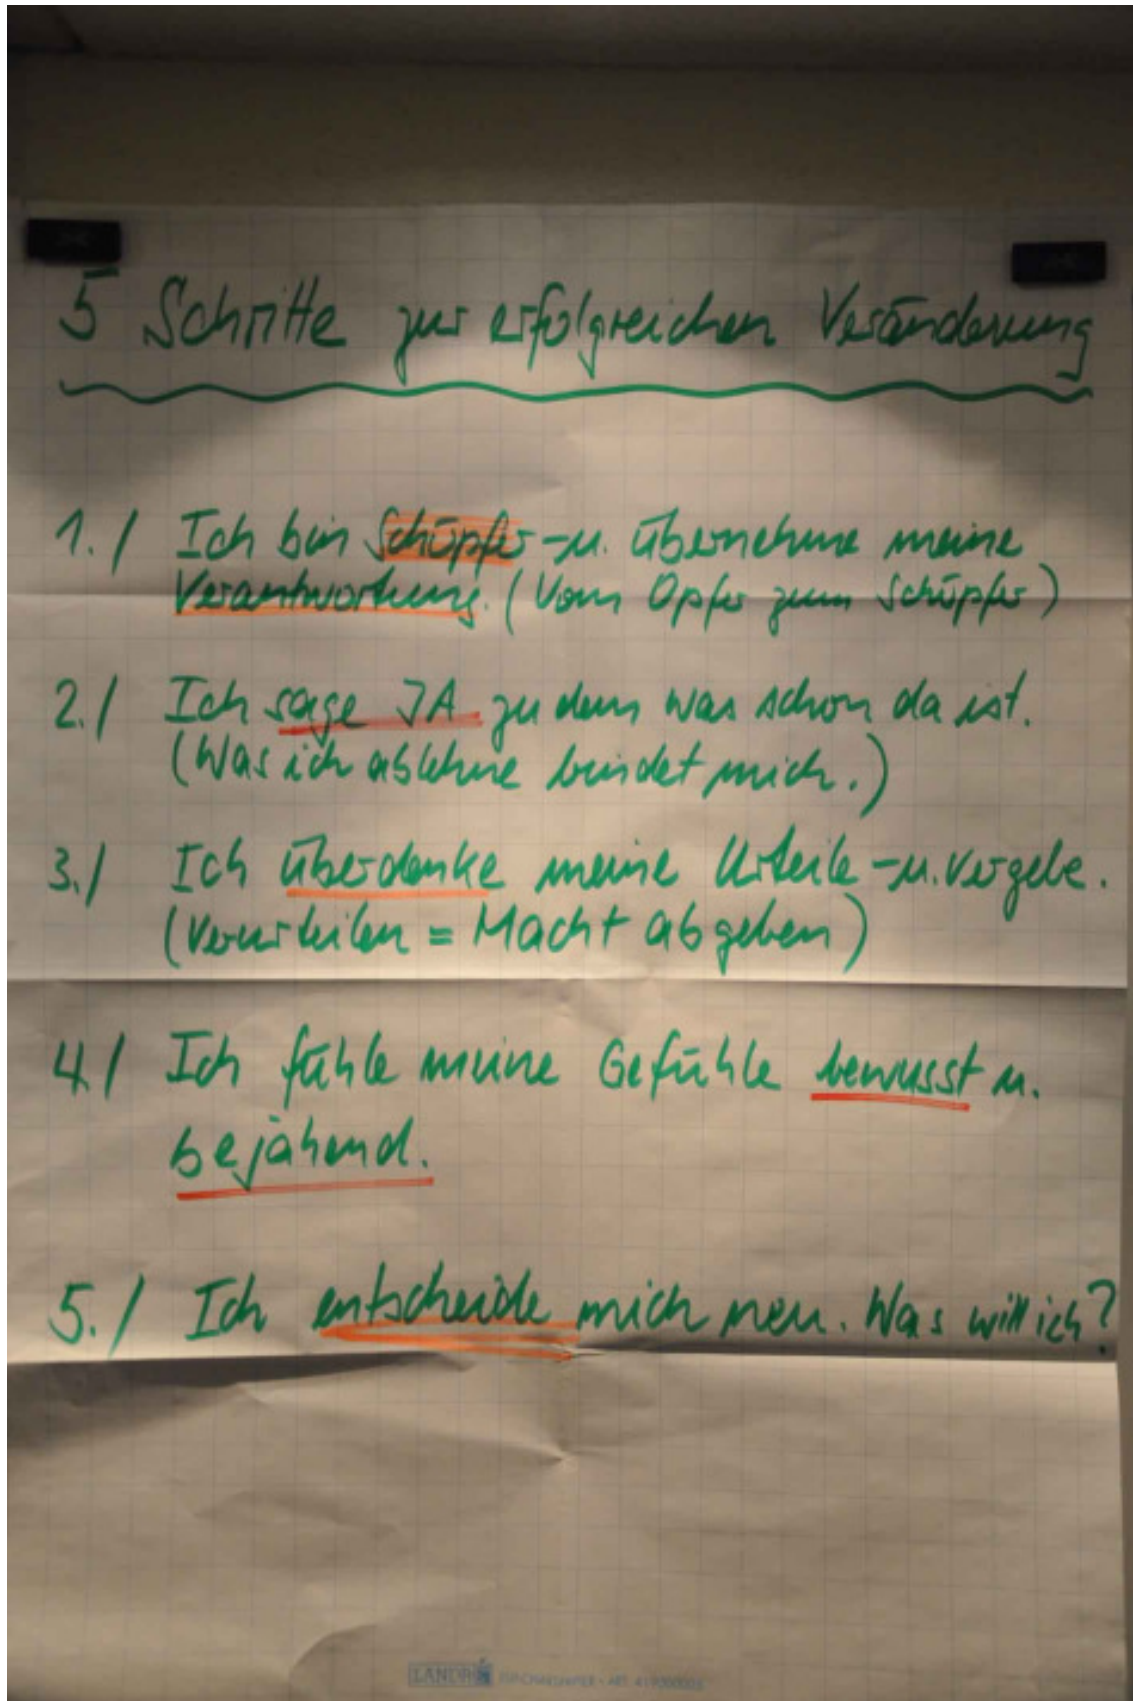 5 Schritte zur erfolgreichen Veränderung
1./ Ich bin Schöpfer -u. übernehme meine
Verantwortung. (Vom Opfer zum Schöpfer)
2./ Ich sage JA zu dem was schon da ist.
(Was ich ablehne bindet mich.)
3./ Ich überdenke meine Urteile -u. vergebe.
(Verurteilen = Macht abgeben)
4./ Ich fühle meine Gefühle bewusst u.
bejahend.
5./ Ich entscheide mich neu. Was will ich?
LANDRÉ